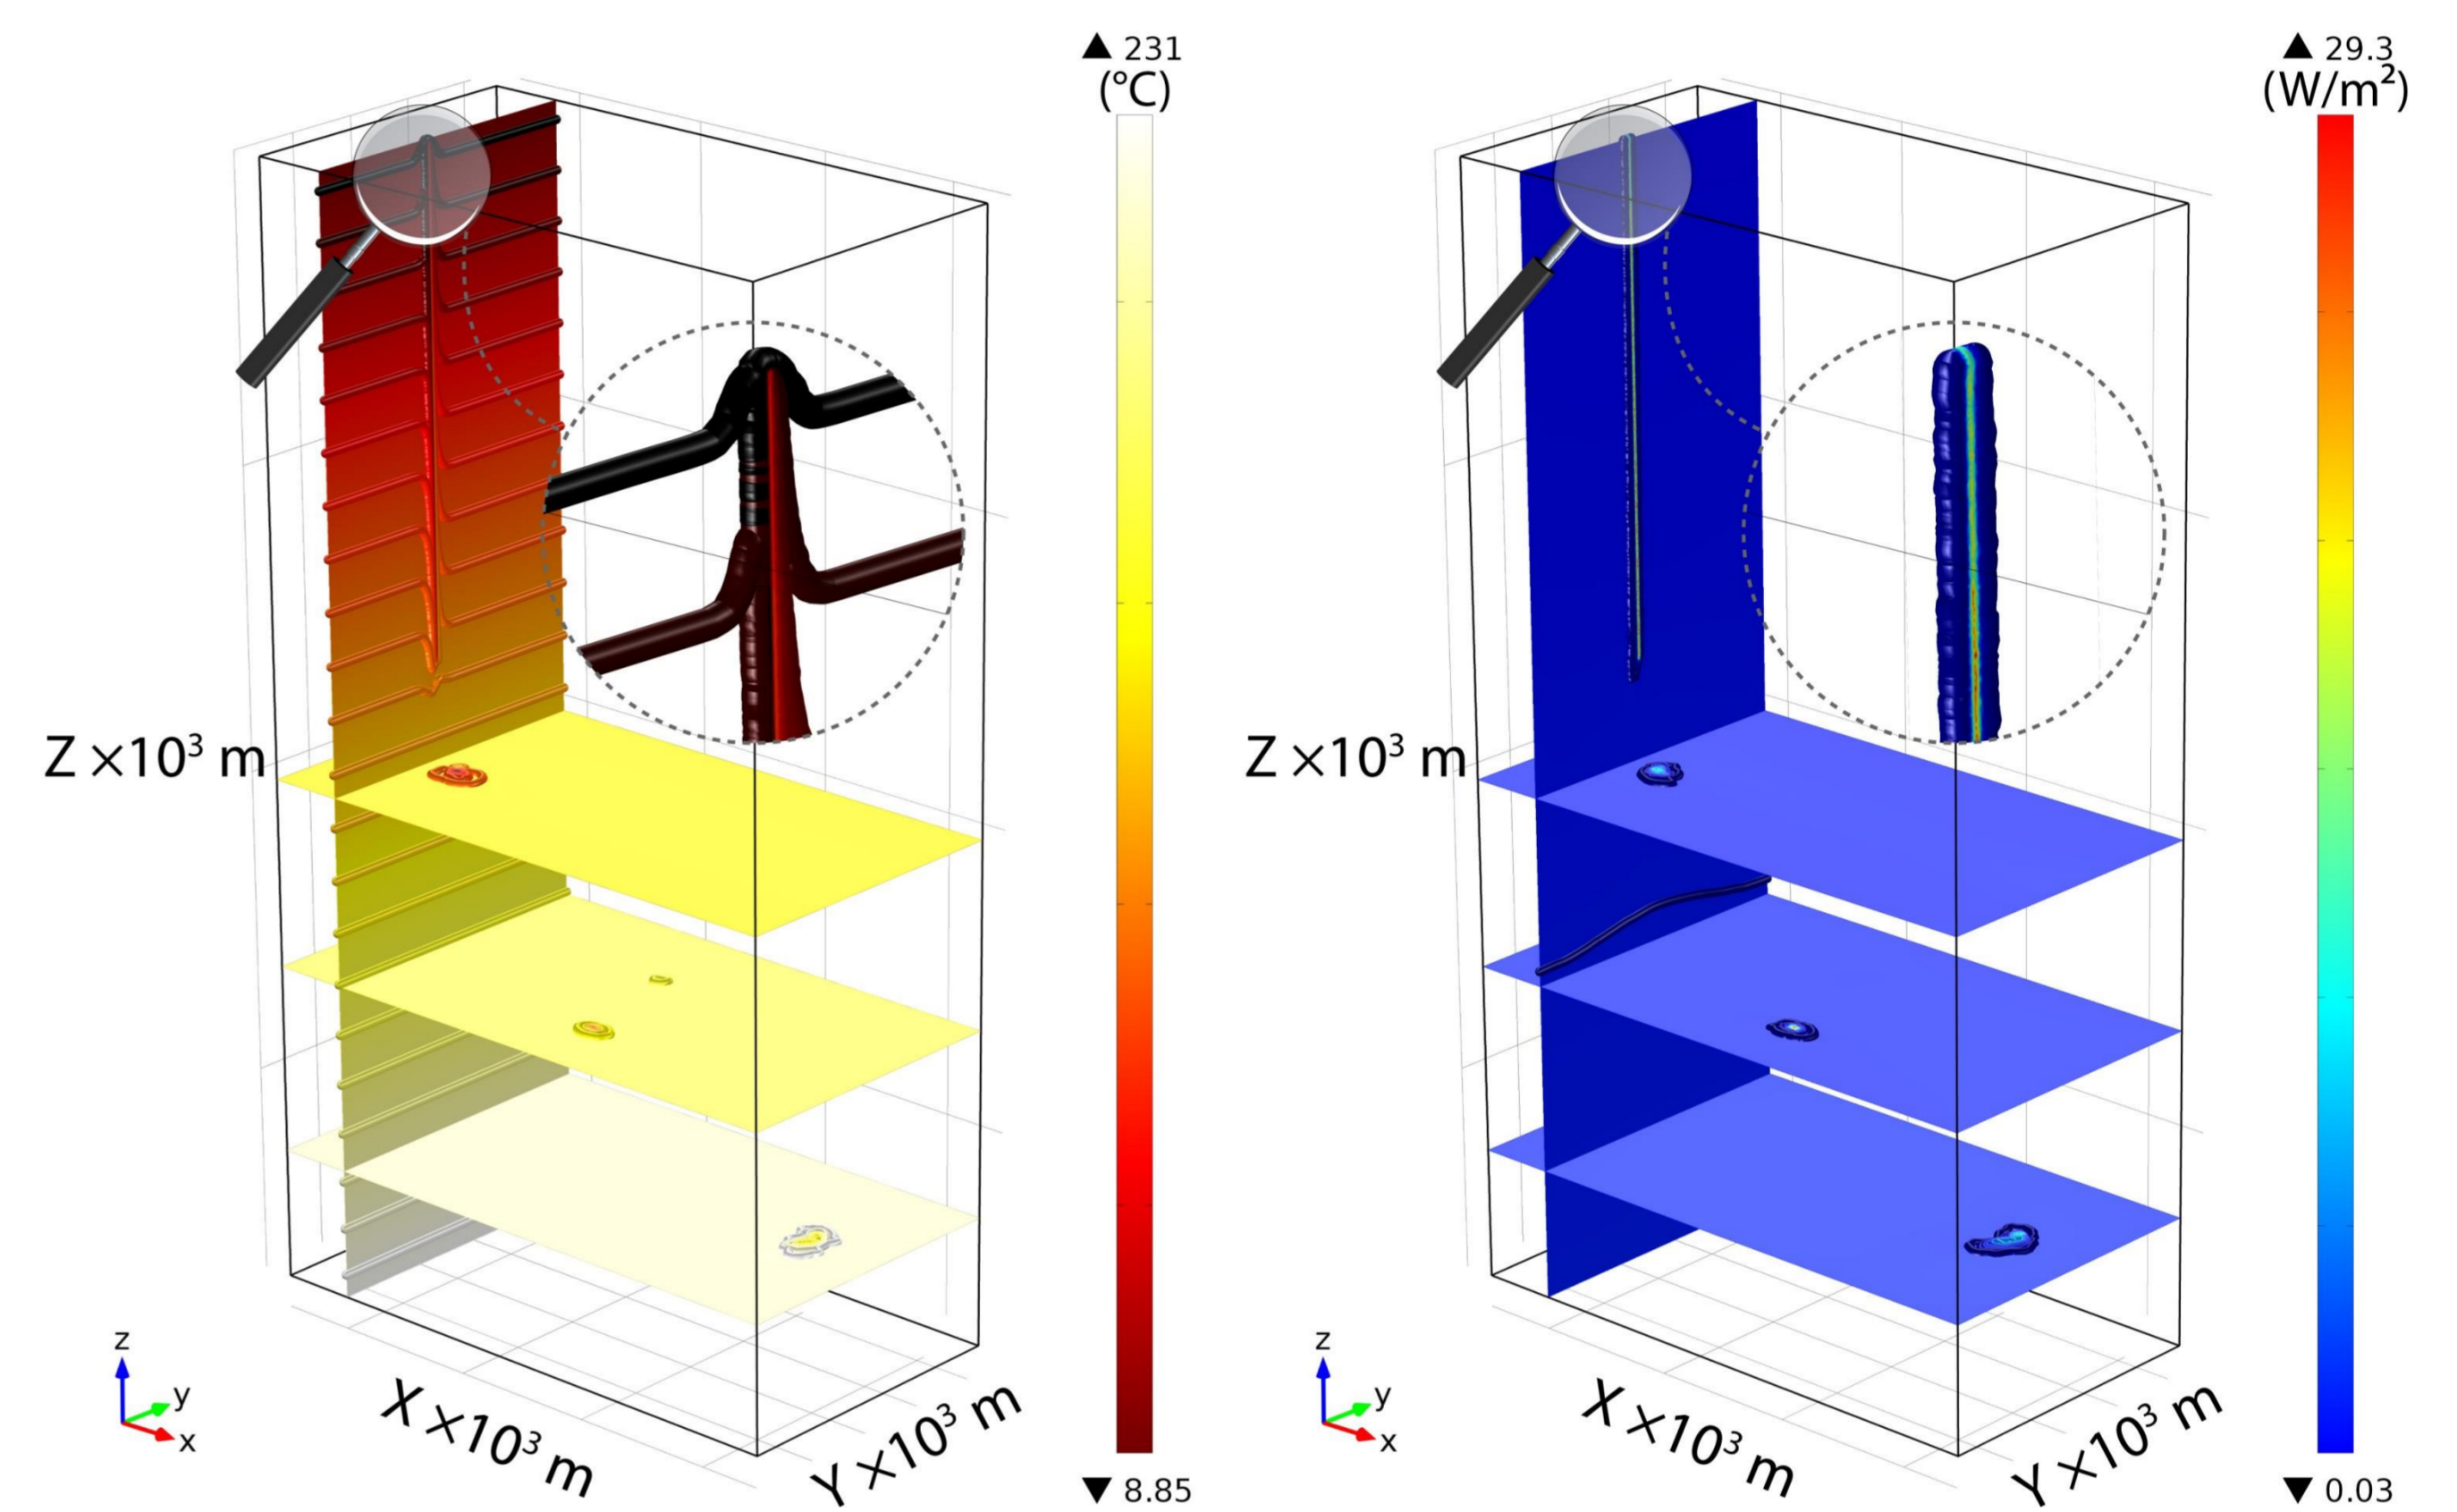 ▲ 231
(°C)
Z ×10³ m
▼ 8.85
z
y
x
X ×10³ m
Y ×10³ m
▲ 29.3
(W/m²)
Z ×10³ m
▼ 0.03
z
y
x
X ×10³ m
Y ×10³ m